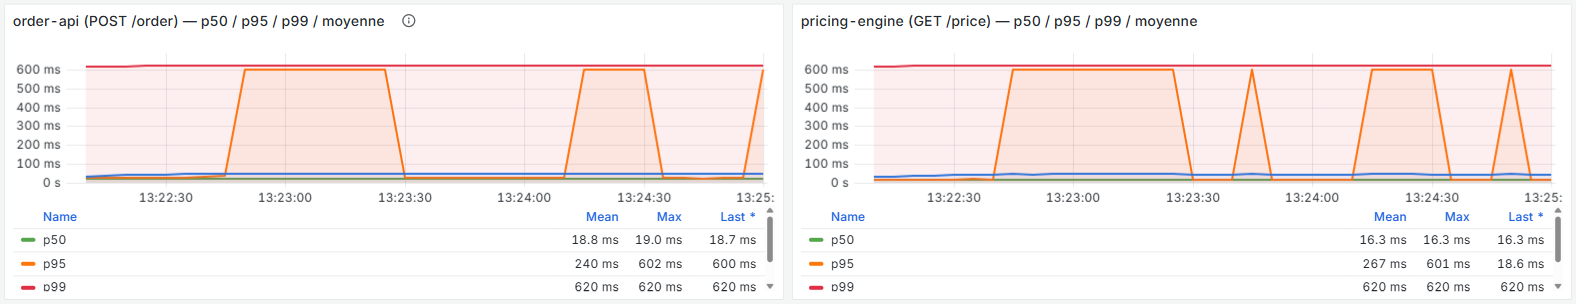 order-api (POST /order) — p50 / p95 / p99 / moyenne
600 ms
500 ms
400 ms
300 ms
200 ms
100 ms
0 s
13:22:30 13:23:00 13:23:30 13:24:00 13:24:30 13:25:
Name Mean Max Last *
p50 18.8 ms 19.0 ms 18.7 ms
p95 240 ms 602 ms 600 ms
p99 620 ms 620 ms 620 ms
pricing-engine (GET /price) — p50 / p95 / p99 / moyenne
600 ms
500 ms
400 ms
300 ms
200 ms
100 ms
0 s
13:22:30 13:23:00 13:23:30 13:24:00 13:24:30 13:25:
Name Mean Max Last *
p50 16.3 ms 16.3 ms 16.3 ms
p95 267 ms 601 ms 18.6 ms
p99 620 ms 620 ms 620 ms